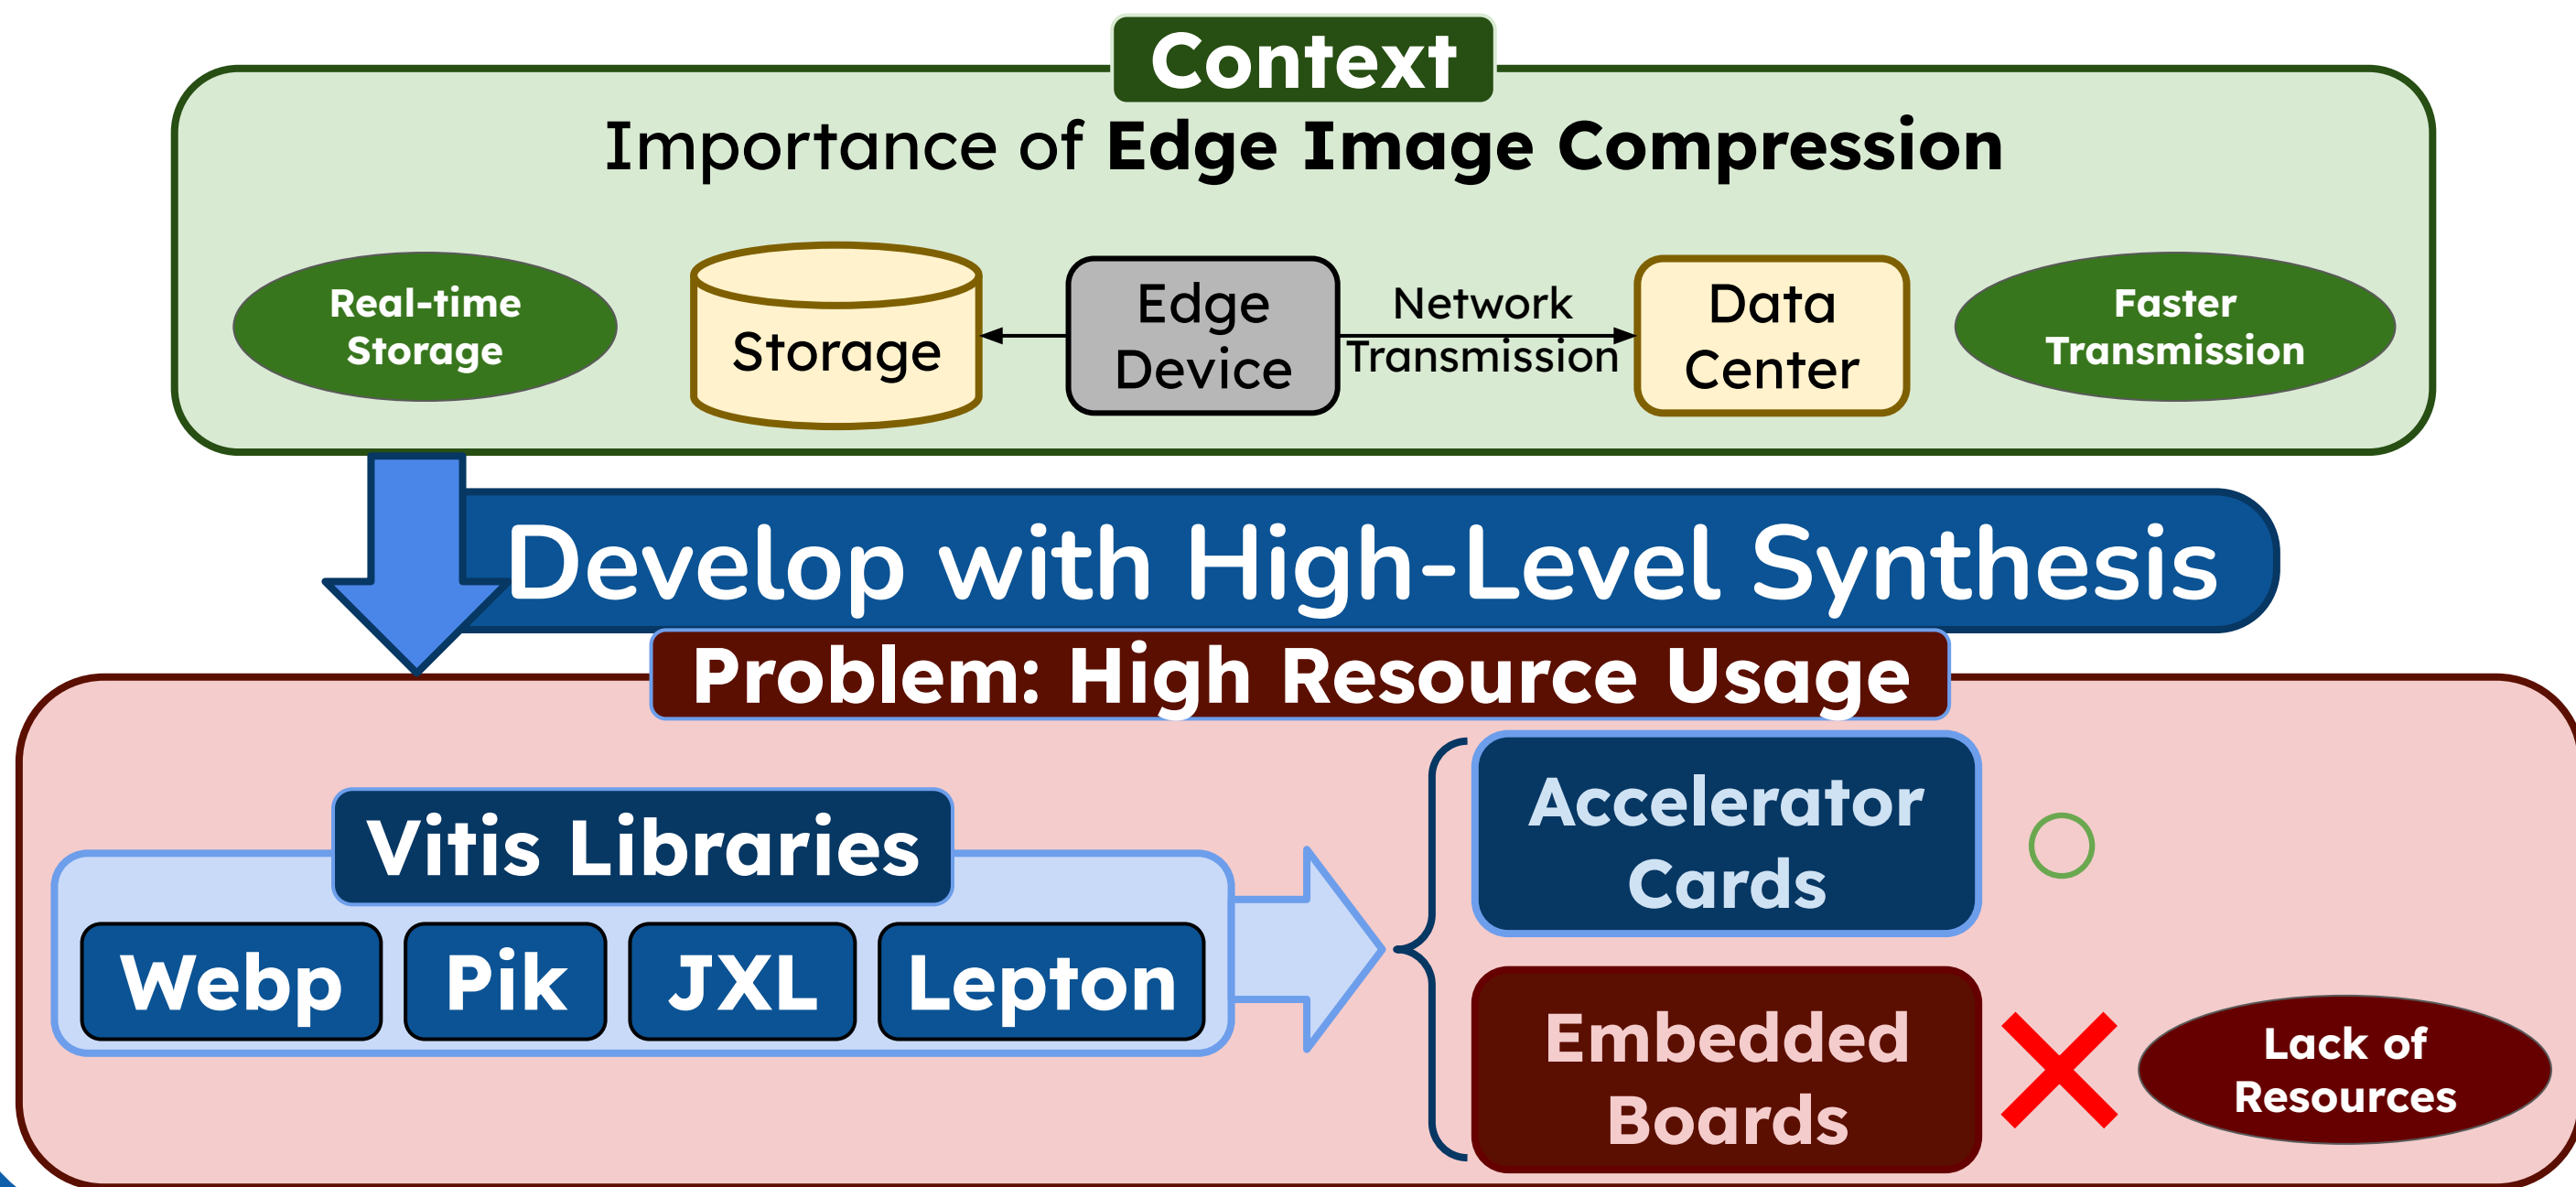 Context
Importance of Edge Image Compression
Real-time
Storage
Storage
Edge
Device
Network
Transmission
Data
Center
Faster
Transmission
Develop with High-Level Synthesis
Problem: High Resource Usage
Vitis Libraries
Webp
Pik
JXL
Lepton
Accelerator
Cards
Embedded
Boards
Lack of
Resources